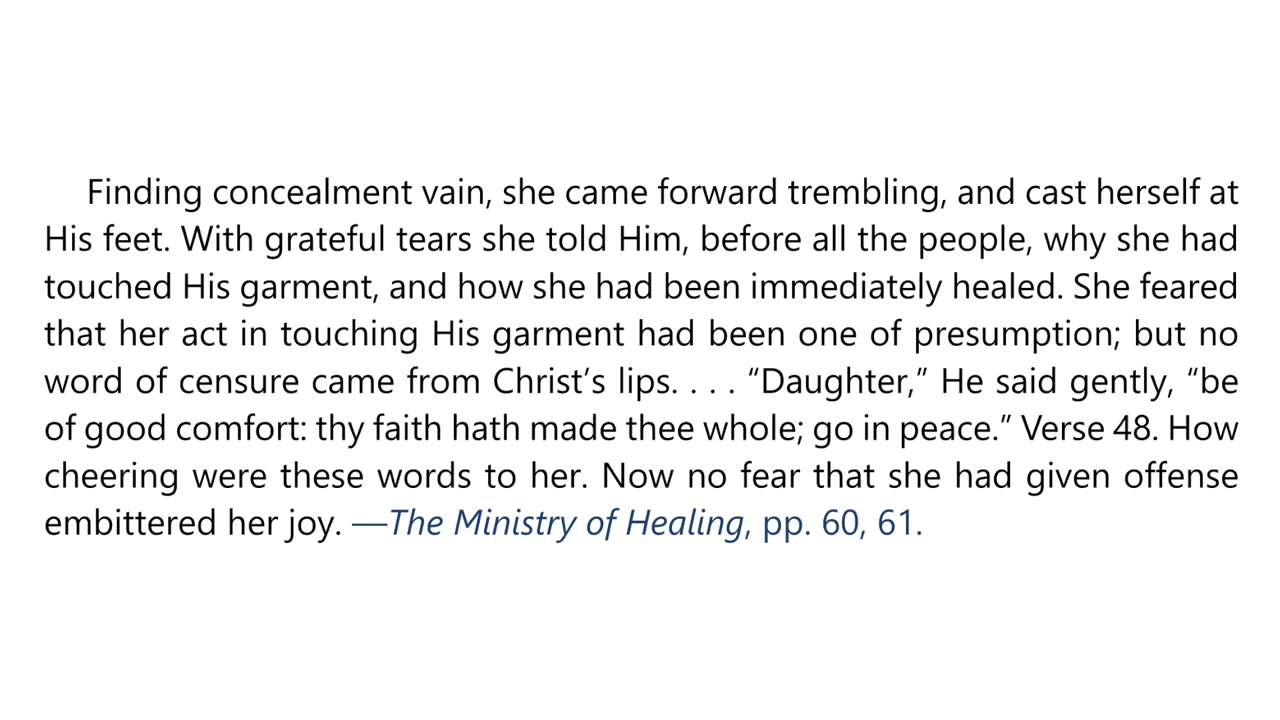 Finding concealment vain, she came forward trembling, and cast herself at
His feet. With grateful tears she told Him, before all the people, why she had
touched His garment, and how she had been immediately healed. She feared
that her act in touching His garment had been one of presumption; but no
word of censure came from Christ’s lips. . . . “Daughter,” He said gently, “be
of good comfort: thy faith hath made thee whole; go in peace.” Verse 48. How
cheering were these words to her. Now no fear that she had given offense
embittered her joy. —The Ministry of Healing, pp. 60, 61.